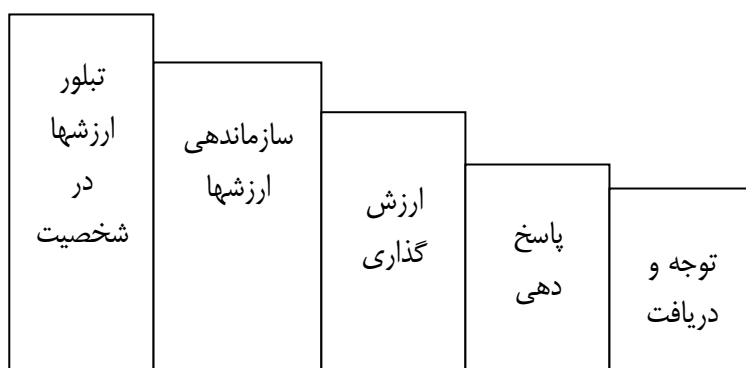 توجه و
دریافت
پاسخ
دهی
ارزش
گذاری
سازماندهی
ارزشها
تبلور
ارزشها
در
شخصیت